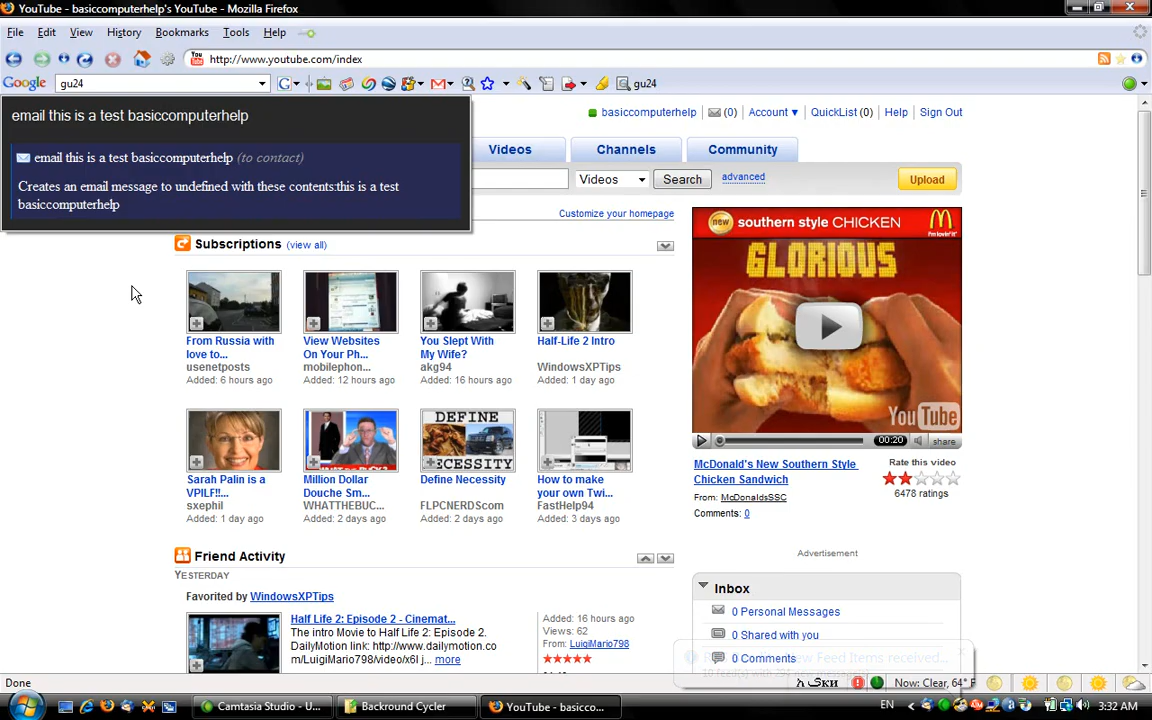 YouTube - basiccomputerhelp's YouTube - Mozilla Firefox
File Edit View History Bookmarks Tools Help
http://www.youtube.com/index
Google gu24 gu24
email this is a test basiccomputerhelp
email this is a test basiccomputerhelp (to contact)
Creates an email message to undefined with these contents:this is a test
basiccomputerhelp
basiccomputerhelp (0) Account QuickList (0) Help Sign Out
Videos Channels Community
Videos Search advanced Upload
Customize your homepage
Subscriptions (view all)
From Russia with
love to...
usenetposts
Added: 6 hours ago
View Websites
On Your Ph...
mobilephon...
Added: 12 hours ago
You Slept With
My Wife?
akg94
Added: 16 hours ago
Half-Life 2 Intro
WindowsXPTips
Added: 1 day ago
DEFINE
Sarah Palin is a
VPILF!!...
sxephil
Added: 1 day ago
Million Dollar
Douche Sm...
WHATTHEBUC...
Added: 2 days ago
Define Necessity
FLPCNERDScom
Added: 2 days ago
How to make
your own Twi...
FastHelp94
Added: 3 days ago
new southern style CHICKEN
i'm lovin' it
GLORIOUS
YouTube
00:20 share
McDonald's New Southern Style
Chicken Sandwich
From: McDonaldsSSC
Comments: 0
Rate this video
6478 ratings
Advertisement
Friend Activity
YESTERDAY
Favorited by WindowsXPTips
Half Life 2: Episode 2 - Cinemat...
The intro Movie to Half Life 2: Episode 2.
DailyMotion link: http://www.dailymotion.co
m/LuigiMario798/video/x6l j... more
Added: 16 hours ago
Views: 62
From: LuigiMario798
Inbox
0 Personal Messages
0 Shared with you
0 Comments
Done
Now: Clear, 64° F
Camtasia Studio - U...
Backround Cycler
YouTube - basicco...
EN
3:32 AM